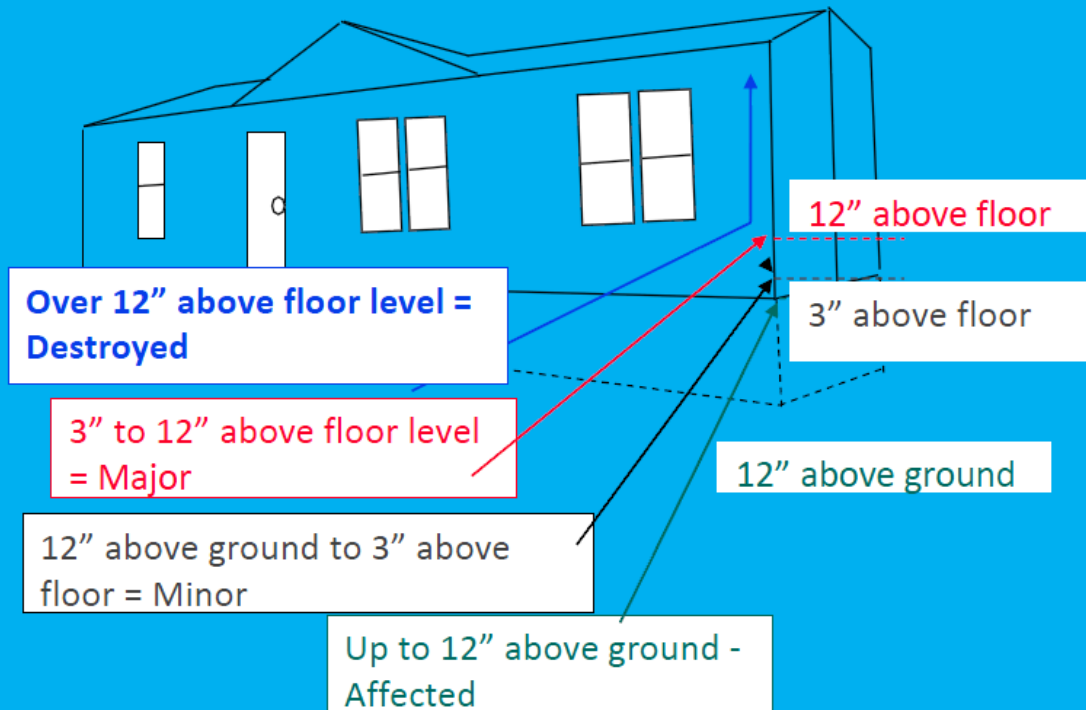 12” above floor
Over 12” above floor level =
Destroyed
3” above floor
3” to 12” above floor level
= Major
12” above ground
12” above ground to 3” above
floor = Minor
Up to 12” above ground -
Affected